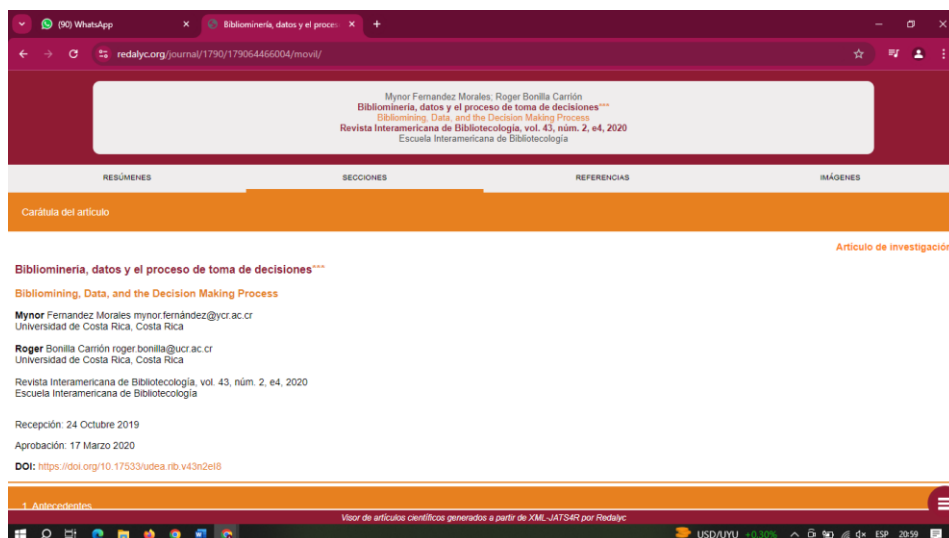 (90) WhatsApp
Bibliominería, datos y el proces
redalyc.org/journal/1790/179064466004/movil/
Mynor Fernandez Morales; Roger Bonilla Carrión
Bibliominería, datos y el proceso de toma de decisiones***
Bibliomining, Data, and the Decision Making Process
Revista Interamericana de Bibliotecología, vol. 43, núm. 2, e4, 2020
Escuela Interamericana de Bibliotecología
RESÚMENES
SECCIONES
REFERENCIAS
IMÁGENES
Carátula del artículo
Artículo de investigación
Bibliominería, datos y el proceso de toma de decisiones***
Bibliomining, Data, and the Decision Making Process
Mynor Fernandez Morales mynor.fernández@ycr.ac.cr
Universidad de Costa Rica, Costa Rica
Roger Bonilla Carrión roger.bonilla@ucr.ac.cr
Universidad de Costa Rica, Costa Rica
Revista Interamericana de Bibliotecología, vol. 43, núm. 2, e4, 2020
Escuela Interamericana de Bibliotecología
Recepción: 24 Octubre 2019
Aprobación: 17 Marzo 2020
DOI: https://doi.org/10.17533/udea.rib.v43n2eI8
1. Antecedentes
Visor de artículos científicos generados a partir de XML-JATS4R por Redalyc
USD/UYU +0,30%
ESP
20:59